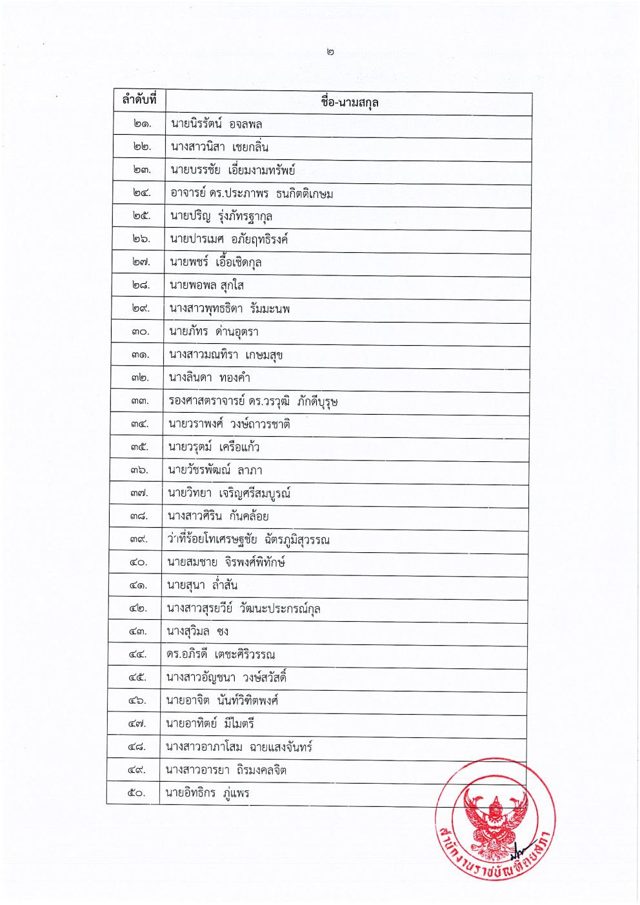 ๒
ลำดับที่ ชื่อ-นามสกุล
๒๑. นายนิรรัตน์ อจลพล
๒๒. นางสาวนิสา เชยกลิ่น
๒๓. นายบรรชัย เอี่ยมงามทรัพย์
๒๔. อาจารย์ ดร.ประภาพร ธนกิตติเกษม
๒๕. นายปริญ รุ่งภัทรฐากุล
๒๖. นายปารเมศ อภัยฤทธิรงค์
๒๗. นายพชร์ เอื้อเชิดกุล
๒๘. นายพอพล สุกใส
๒๙. นางสาวพุทธธิดา รัมมะนพ
๓๐. นายภัทร ด่านอุตรา
๓๑. นางสาวมณทิรา เกษมสุข
๓๒. นางลินดา ทองคำ
๓๓. รองศาสตราจารย์ ดร.วรวุฒิ ภักดีบุรุษ
๓๔. นายวราพงศ์ วงษ์ถาวรชาติ
๓๕. นายวรุตม์ เครือแก้ว
๓๖. นายวัชรพัฒณ์ ลาภา
๓๗. นายวิทยา เจริญศรีสมบูรณ์
๓๘. นางสาวศิริน กันคล้อย
๓๙. ว่าที่ร้อยโทเศรษฐชัย ฉัตรภูมิสุวรรณ
๔๐. นายสมชาย จิรพงศ์พิทักษ์
๔๑. นายสุนา ล่ำสัน
๔๒. นางสาวสุรยวีย์ วัฒนะประกรณ์กุล
๔๓. นางสุวิมล ซง
๔๔. ดร.อภิรดี เตชะศิริวรรณ
๔๕. นางสาวอัญชนา วงษ์สวัสดิ์
๔๖. นายอาจิต นันท์วิฑิตพงศ์
๔๗. นายอาทิตย์ มีไมตรี
๔๘. นางสาวอาภาโสม ฉายแสงจันทร์
๔๙. นางสาวอารยา ถิรมงคลจิต
๕๐. นายอิทธิกร ภู่แพร
สำนักงานราชบัณฑิตยสภา